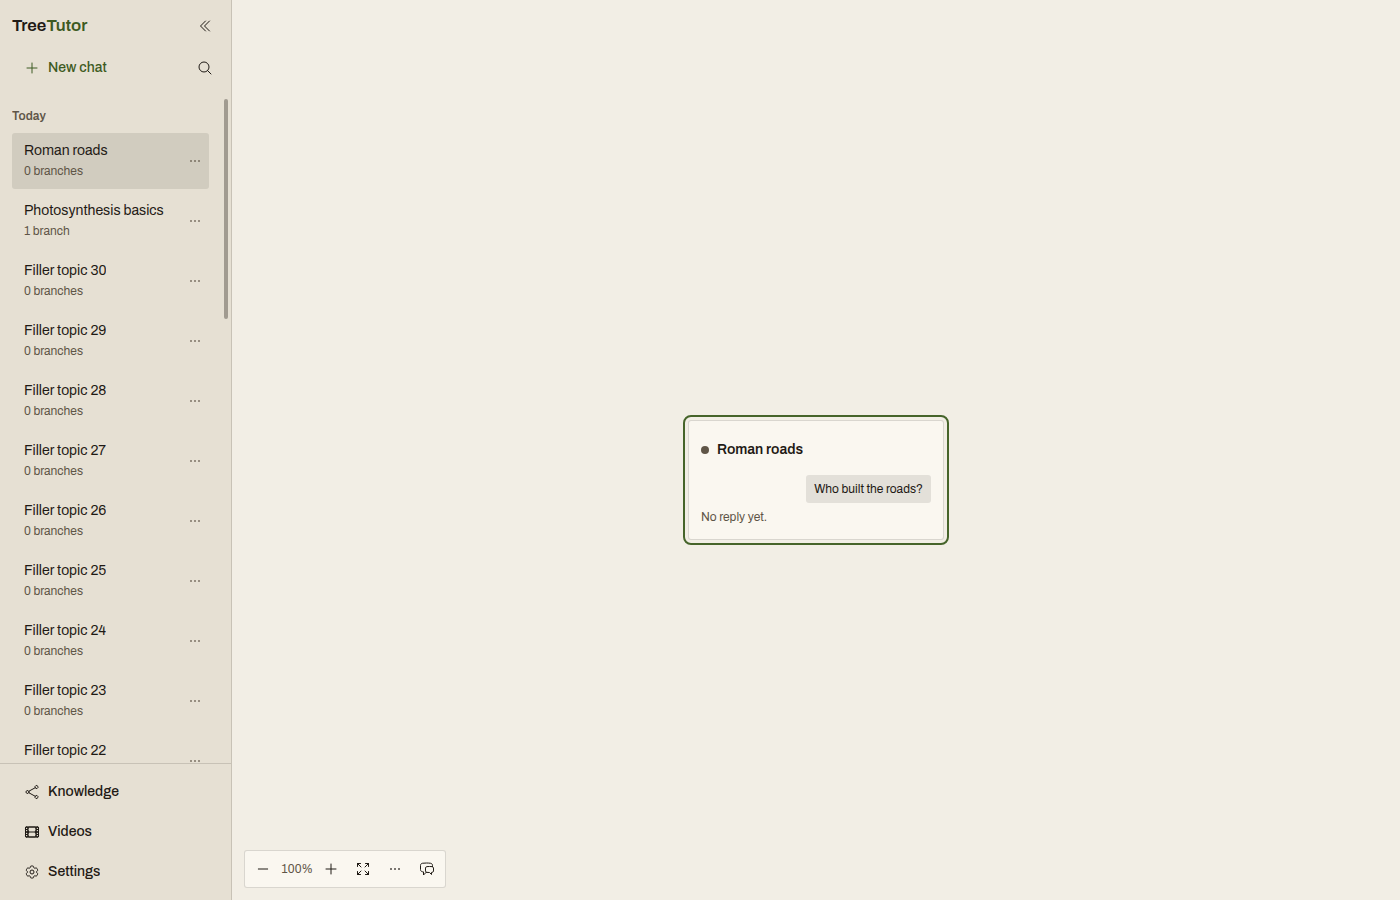 TreeTutor
New chat
Today
Roman roads
0 branches
Photosynthesis basics
1 branch
Filler topic 30
0 branches
Filler topic 29
0 branches
Filler topic 28
0 branches
Filler topic 27
0 branches
Filler topic 26
0 branches
Filler topic 25
0 branches
Filler topic 24
0 branches
Filler topic 23
0 branches
Filler topic 22
Knowledge
Videos
Settings
Roman roads
Who built the roads?
No reply yet.
100%